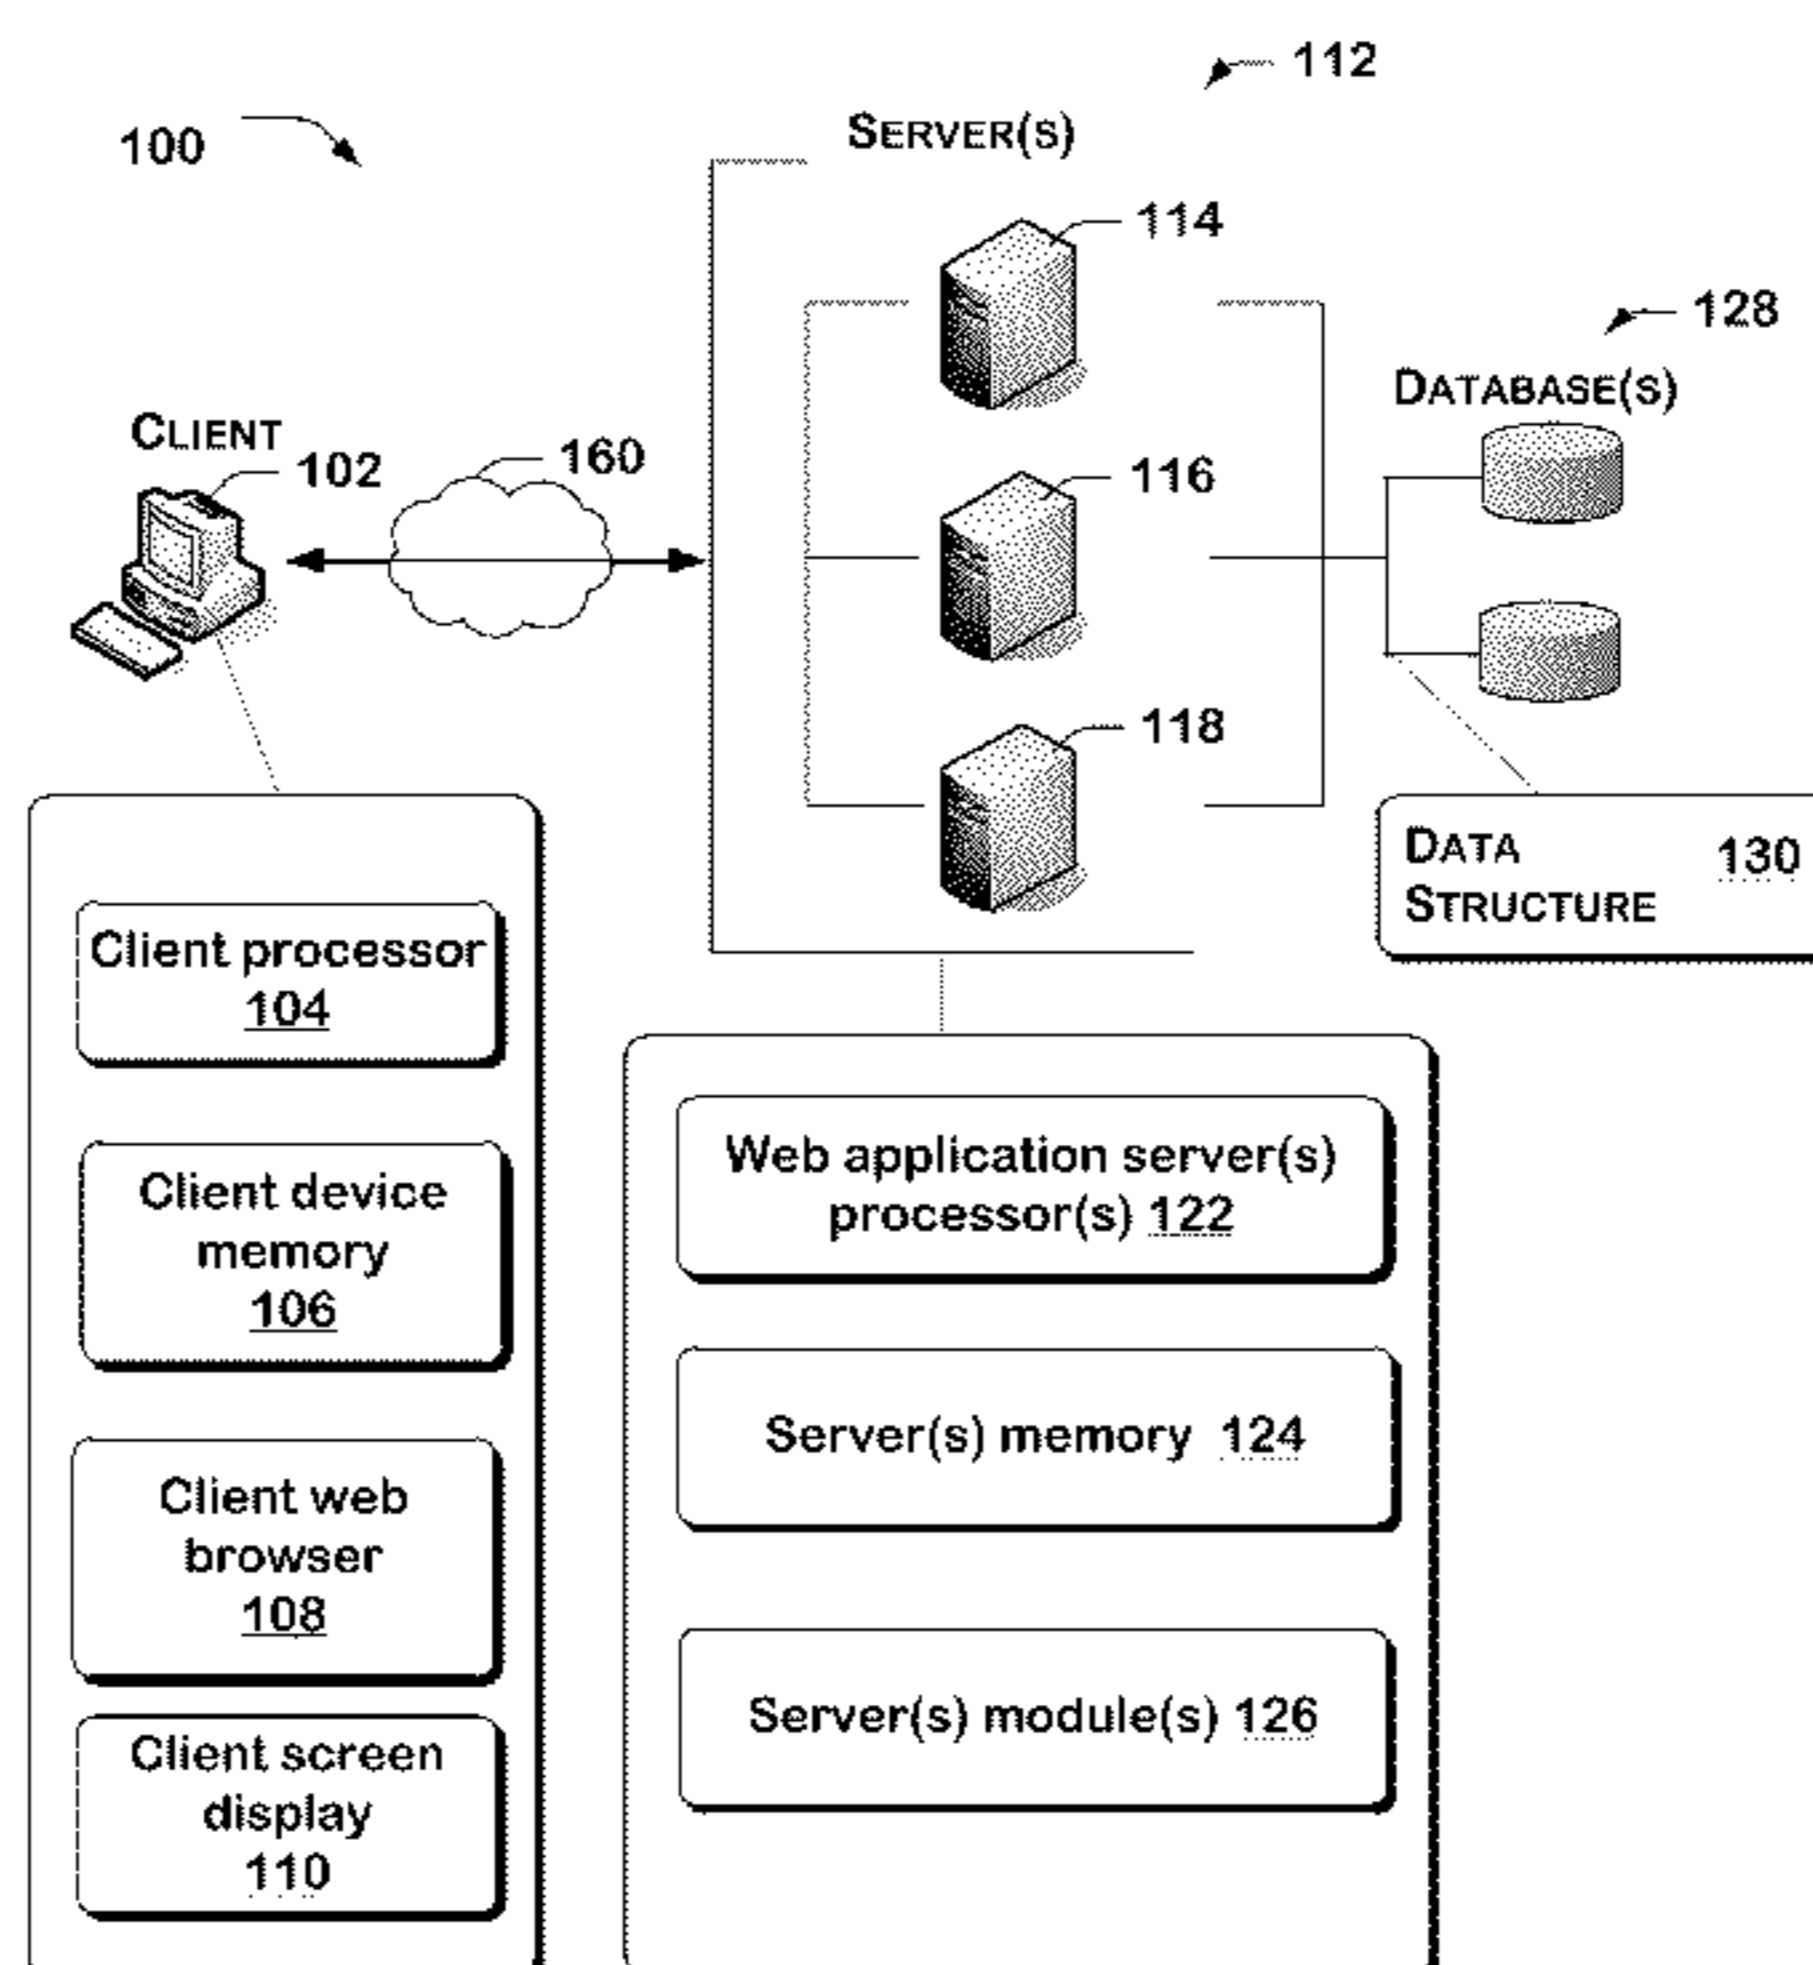 100
112
SERVER(S)
114
128
DATABASE(S)
CLIENT
102
160
116
118
DATA 130
STRUCTURE
Client processor
104
Client device
memory
106
Client web
browser
108
Client screen
display
110
Web application server(s)
processor(s) 122
Server(s) memory 124
Server(s) module(s) 126